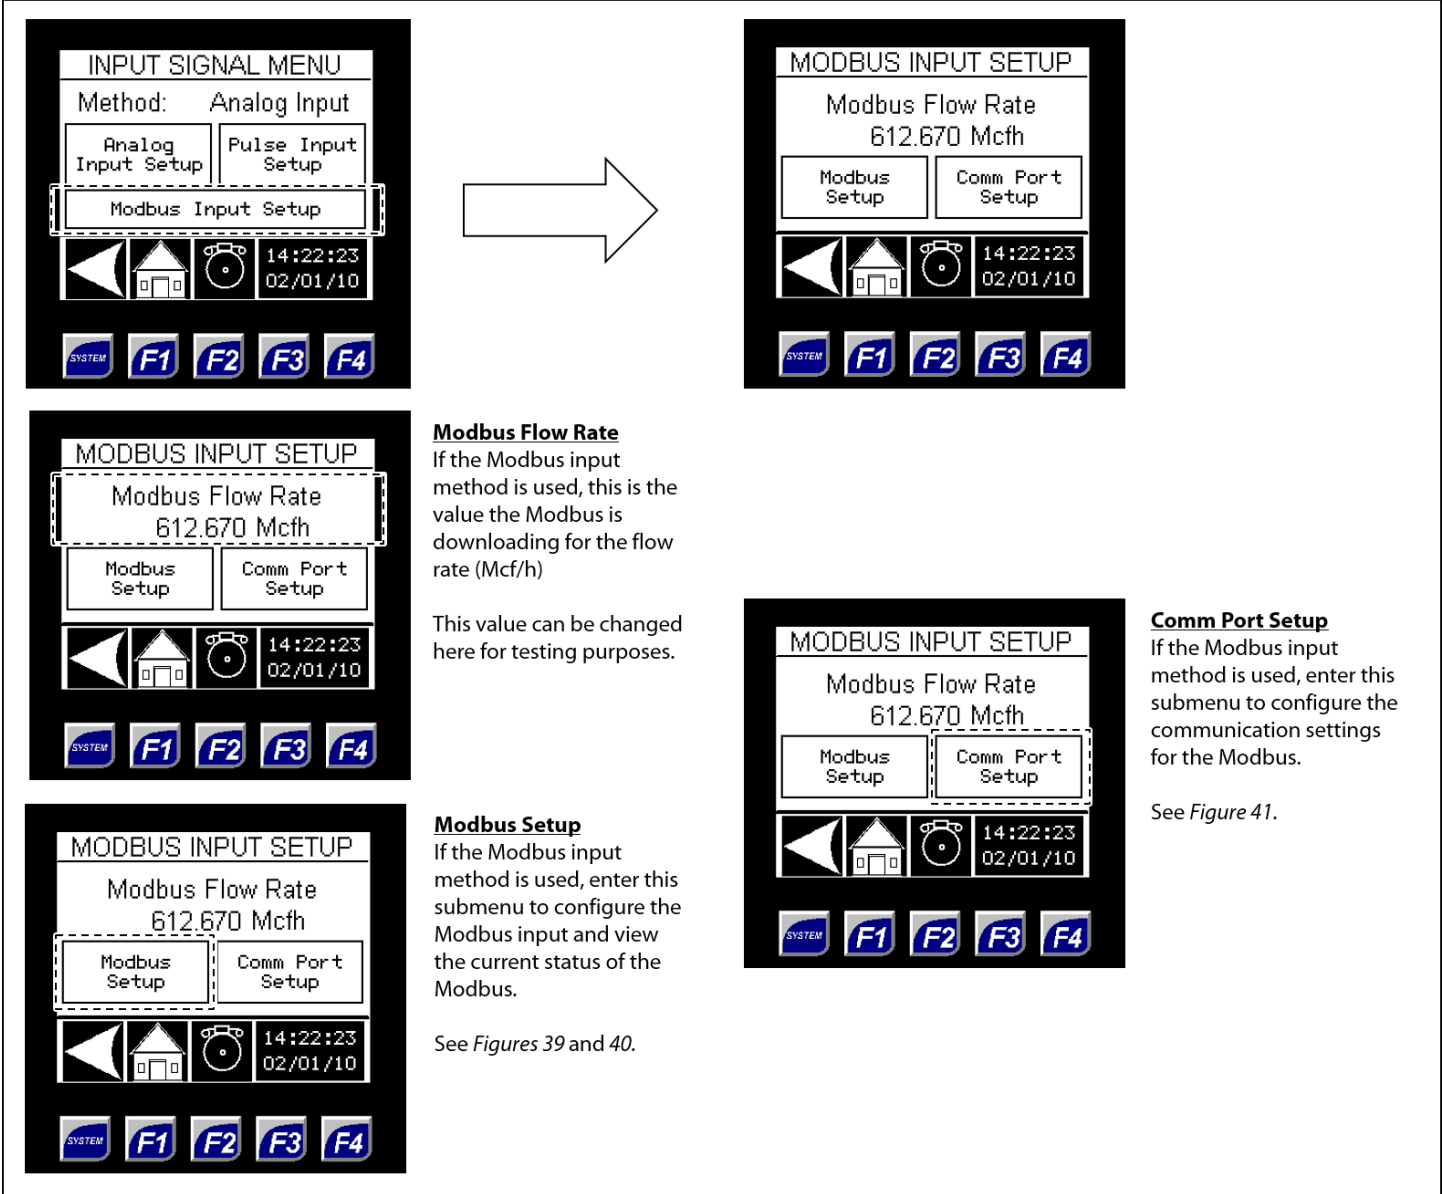 INPUT SIGNAL MENU
Method: Analog Input
Analog
Input Setup
Pulse Input
Setup
Modbus Input Setup
14:22:23
02/01/10
SYSTEM F1 F2 F3 F4
MODBUS INPUT SETUP
Modbus Flow Rate
612.670 Mcfh
Modbus
Setup
Comm Port
Setup
14:22:23
02/01/10
SYSTEM F1 F2 F3 F4
MODBUS INPUT SETUP
Modbus Flow Rate
612.670 Mcfh
Modbus
Setup
Comm Port
Setup
14:22:23
02/01/10
SYSTEM F1 F2 F3 F4
Modbus Flow Rate
If the Modbus input
method is used, this is the
value the Modbus is
downloading for the flow
rate (Mcf/h)
This value can be changed
here for testing purposes.
MODBUS INPUT SETUP
Modbus Flow Rate
612.670 Mcfh
Modbus
Setup
Comm Port
Setup
14:22:23
02/01/10
SYSTEM F1 F2 F3 F4
Modbus Setup
If the Modbus input
method is used, enter this
submenu to configure the
Modbus input and view
the current status of the
Modbus.
See Figures 39 and 40.
MODBUS INPUT SETUP
Modbus Flow Rate
612.670 Mcfh
Modbus
Setup
Comm Port
Setup
14:22:23
02/01/10
SYSTEM F1 F2 F3 F4
Comm Port Setup
If the Modbus input
method is used, enter this
submenu to configure the
communication settings
for the Modbus.
See Figure 41.